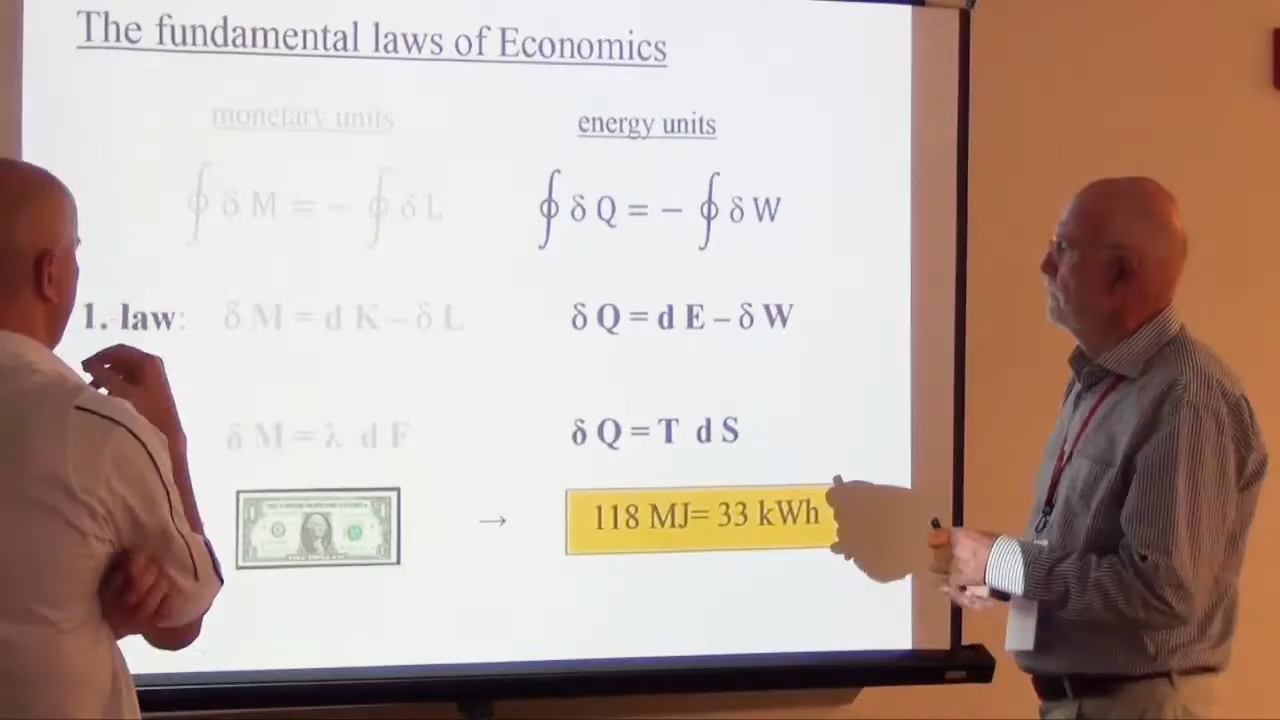 The fundamental laws of Economics
monetary units energy units
∮ δ M = − ∮ δ L ∮ δ Q = − ∮ δ W
1. law: δ M = d K − δ L δ Q = d E − δ W
δ M = λ d F δ Q = T d S
→ 118 MJ= 33 kWh